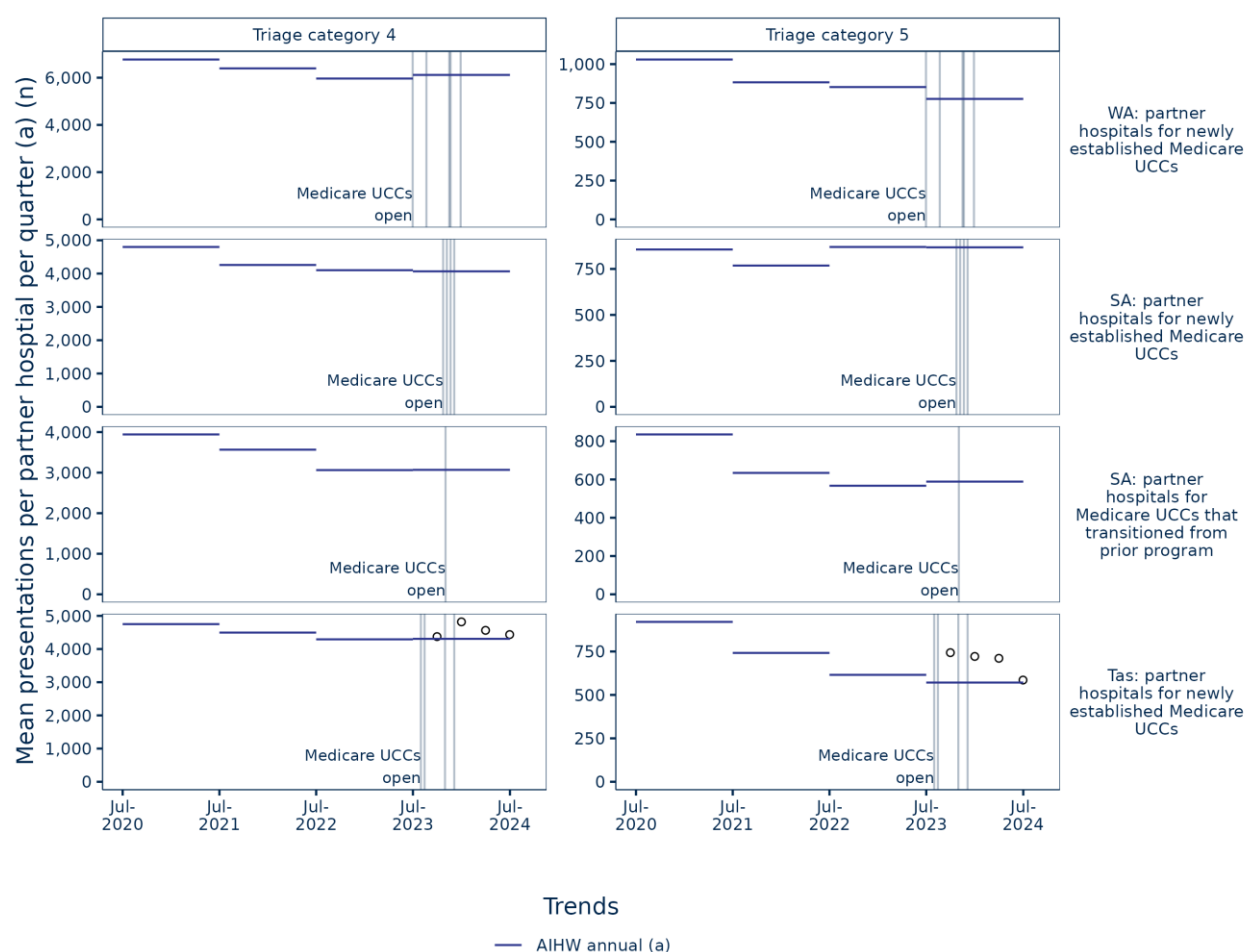 Triage category 4
Triage category 5
Mean presentations per partner hosptial per quarter (a) (n)
6,000
4,000
2,000
0
Medicare UCCs
open
1,000
750
500
250
0
Medicare UCCs
open
WA: partner
hospitals for newly
established Medicare
UCCs
5,000
4,000
3,000
2,000
1,000
0
Medicare UCCs
open
750
500
250
0
Medicare UCCs
open
SA: partner
hospitals for newly
established Medicare
UCCs
4,000
3,000
2,000
1,000
0
Medicare UCCs
open
800
600
400
200
0
Medicare UCCs
open
SA: partner
hospitals for
Medicare UCCs that
transitioned from
prior program
5,000
4,000
3,000
2,000
1,000
0
Medicare UCCs
open
750
500
250
0
Medicare UCCs
open
Tas: partner
hospitals for newly
established Medicare
UCCs
Jul-
2020
Jul-
2021
Jul-
2022
Jul-
2023
Jul-
2024
Jul-
2020
Jul-
2021
Jul-
2022
Jul-
2023
Jul-
2024
Trends
AIHW annual (a)